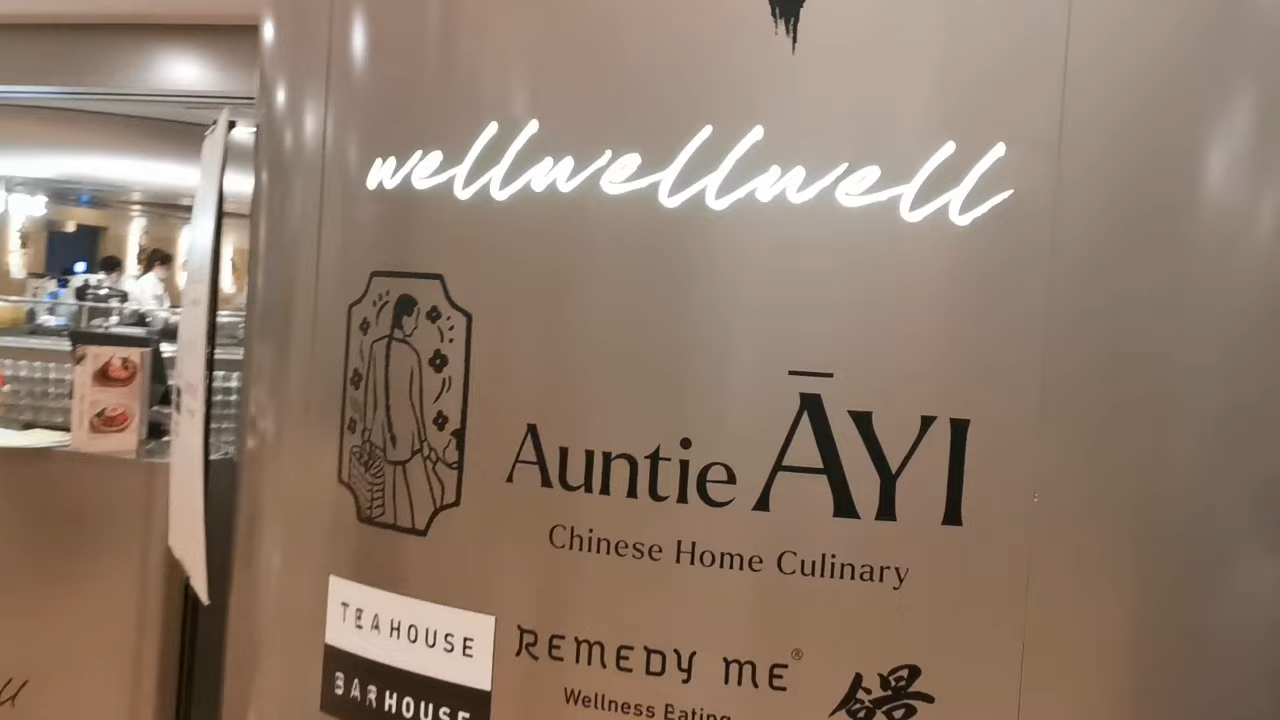 wellwellwell
Auntie ĀYI
Chinese Home Culinary
TEAHOUSE
BARHOUSE
REMEDY ME®
Wellness Eating